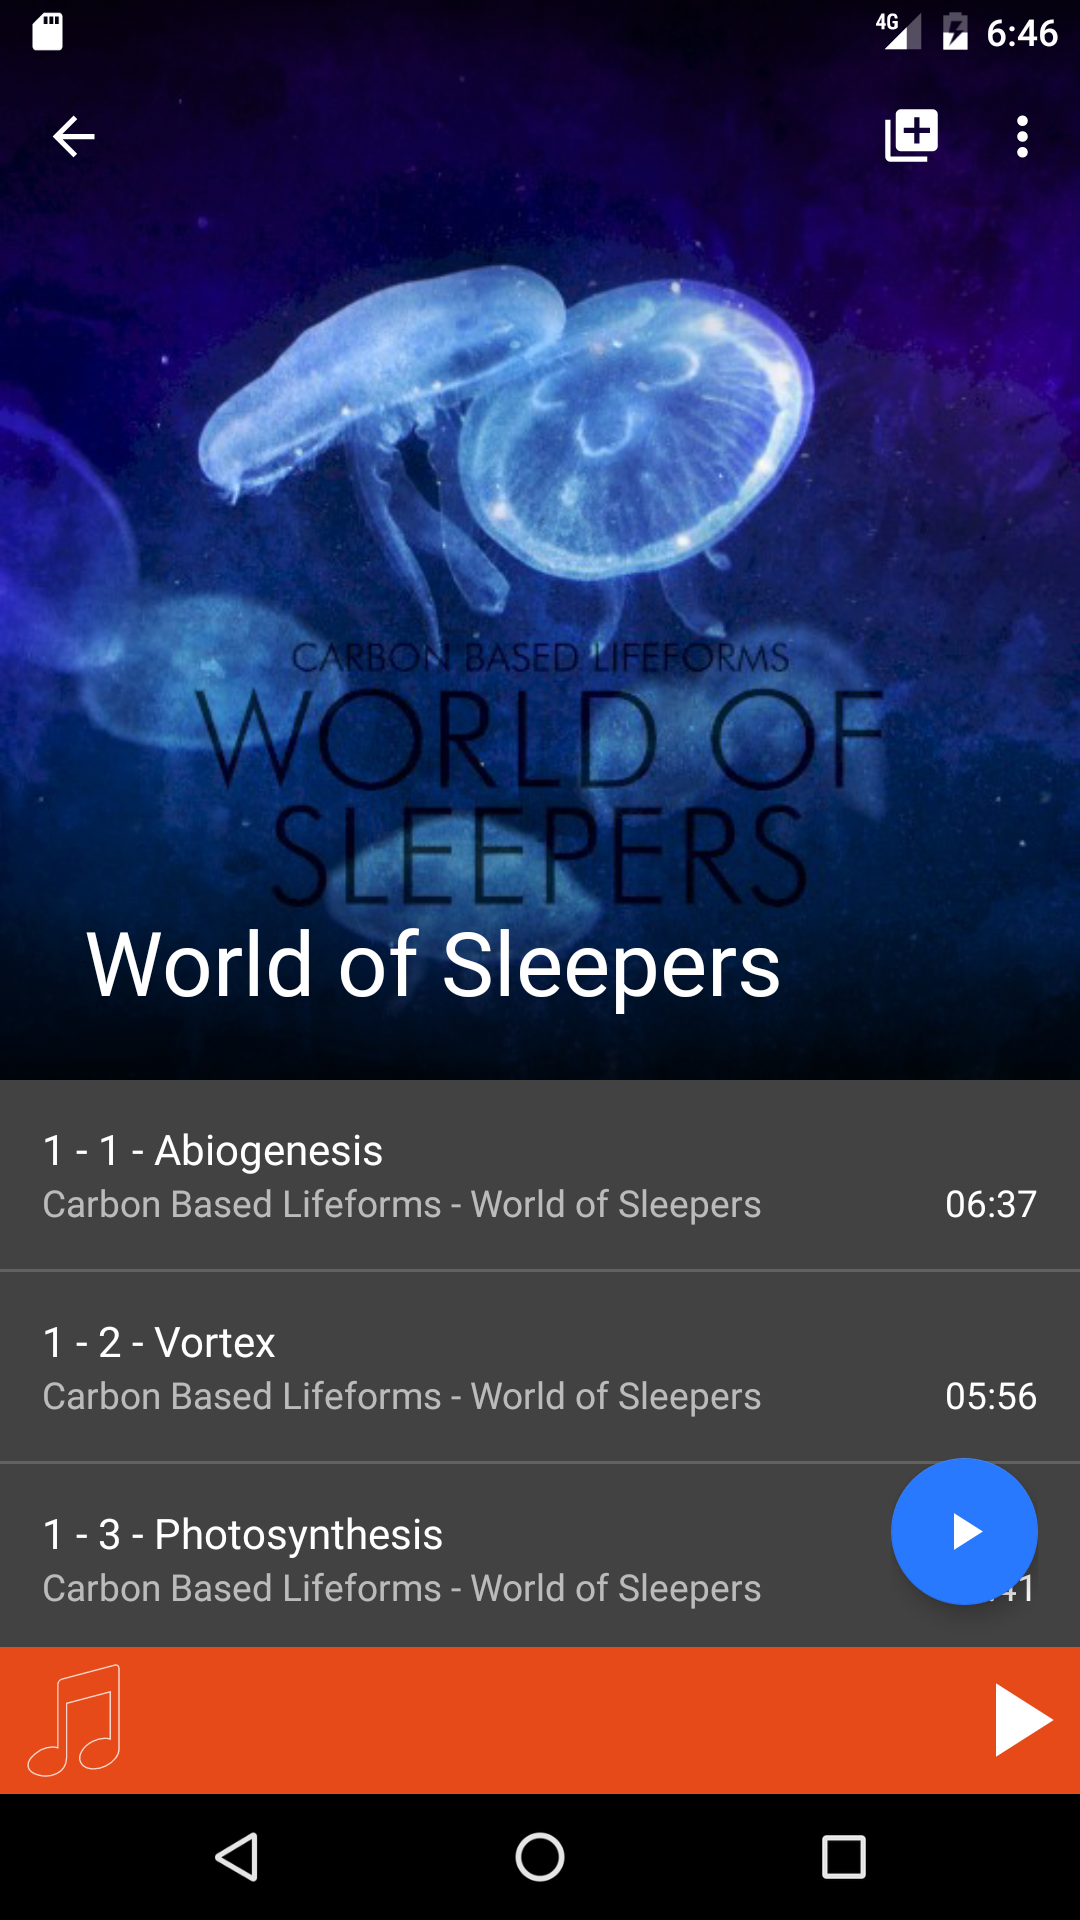 4G 6:46
CARBON BASED LIFEFORMS
WORLD OF
SLEEPERS
World of Sleepers
1 - 1 - Abiogenesis
Carbon Based Lifeforms - World of Sleepers 06:37
1 - 2 - Vortex
Carbon Based Lifeforms - World of Sleepers 05:56
1 - 3 - Photosynthesis
Carbon Based Lifeforms - World of Sleepers